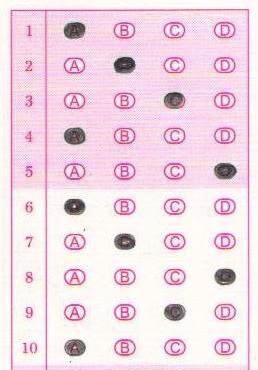 1 A B C D
2 A C D
3 A B C D
4 A B C D
5 A B C D
6 B C D
7 A B C D
8 A B C D
9 A B C D
10 A B C D